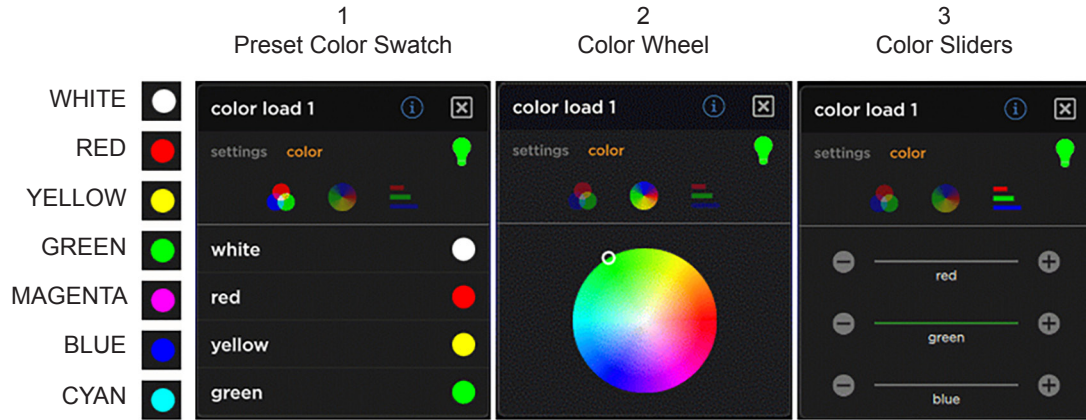 1
Preset Color Swatch
2
Color Wheel
3
Color Sliders
WHITE
RED
YELLOW
GREEN
MAGENTA
BLUE
CYAN
color load 1
i
settings color
white
red
yellow
green
color load 1
i
settings color
color load 1
i
settings color
red
green
blue